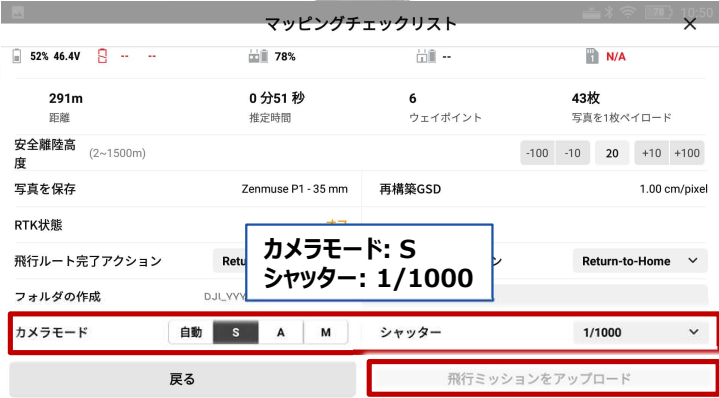 マッピングチェックリスト
78 10:50
52% 46.4V -- --
78%
--
1 N/A
291m
0 分51 秒
6
43枚
距離
推定時間
ウェイポイント
写真を1枚ペイロード
安全離陸高度 (2~1500m)
-100 -10 20 +10 +100
写真を保存 Zenmuse P1 - 35 mm 再構築GSD 1.00 cm/pixel
RTK状態
カメラモード: S
シャッター: 1/1000
飛行ルート完了アクション Retu ン Return-to-Home
フォルダの作成 DJI_YYY
カメラモード 自動 S A M シャッター 1/1000
戻る 飛行ミッションをアップロード